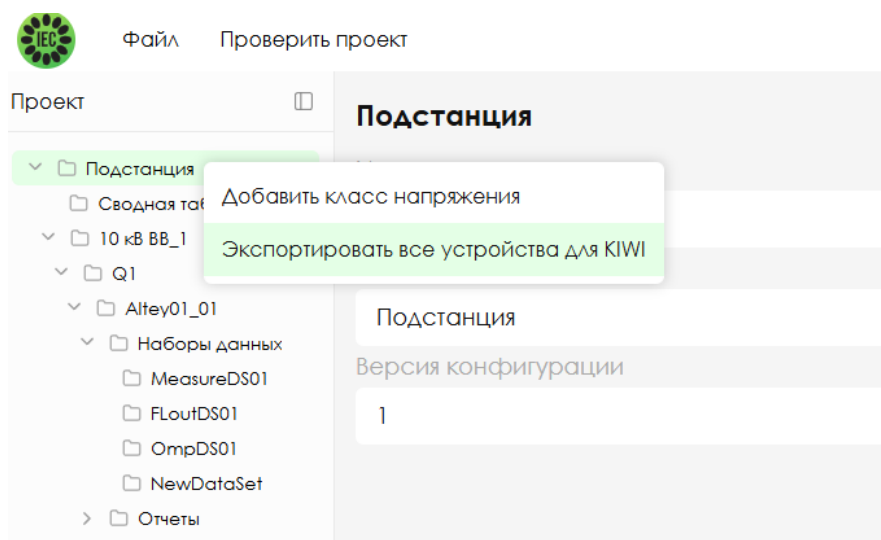 IEC
Файл Проверить проект
Проект
Подстанция
Подстанция
Добавить класс напряжения
Сводная
10 кВ ВВ_1
Экспортировать все устройства для KIWI
Q1
Altey01_01
Подстанция
Наборы данных
Версия конфигурации
MeasureDS01
FLoutDS01
1
OmpDS01
NewDataSet
Отчеты